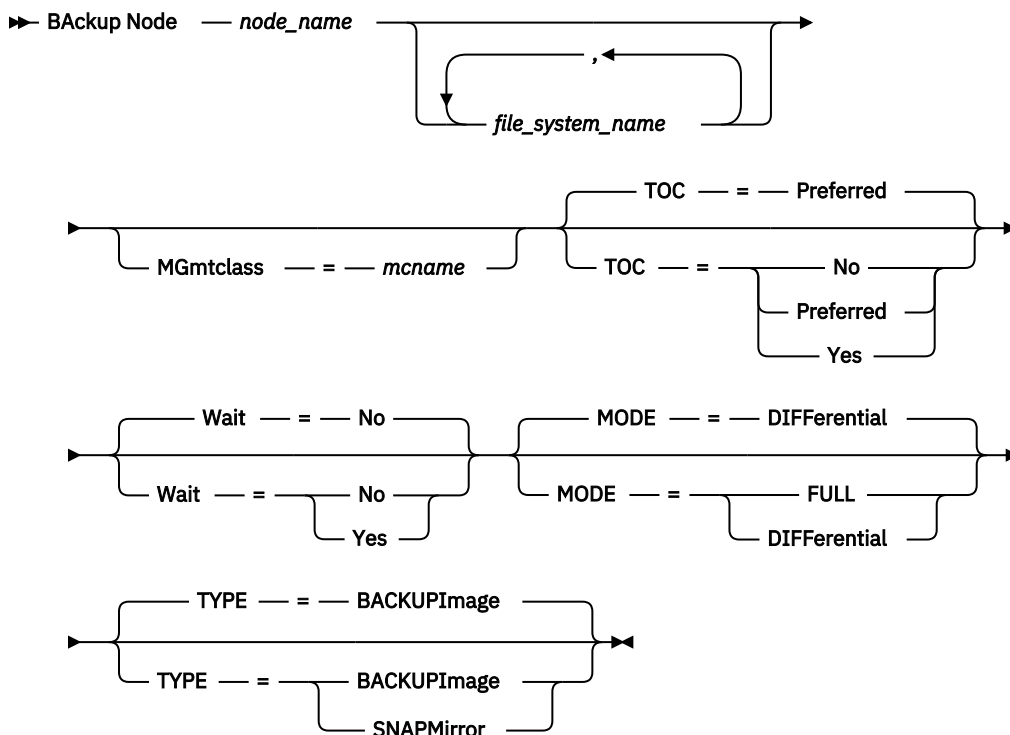 BAckup Node node_name
,
file_system_name
TOC = Preferred
MGmtclass = mcname
TOC = No
Preferred
Yes
Wait = No
MODE = DIFFerential
Wait = No
Yes
MODE = FULL
DIFFerential
TYPE = BACKUPImage
TYPE = BACKUPImage
SNAPMirror